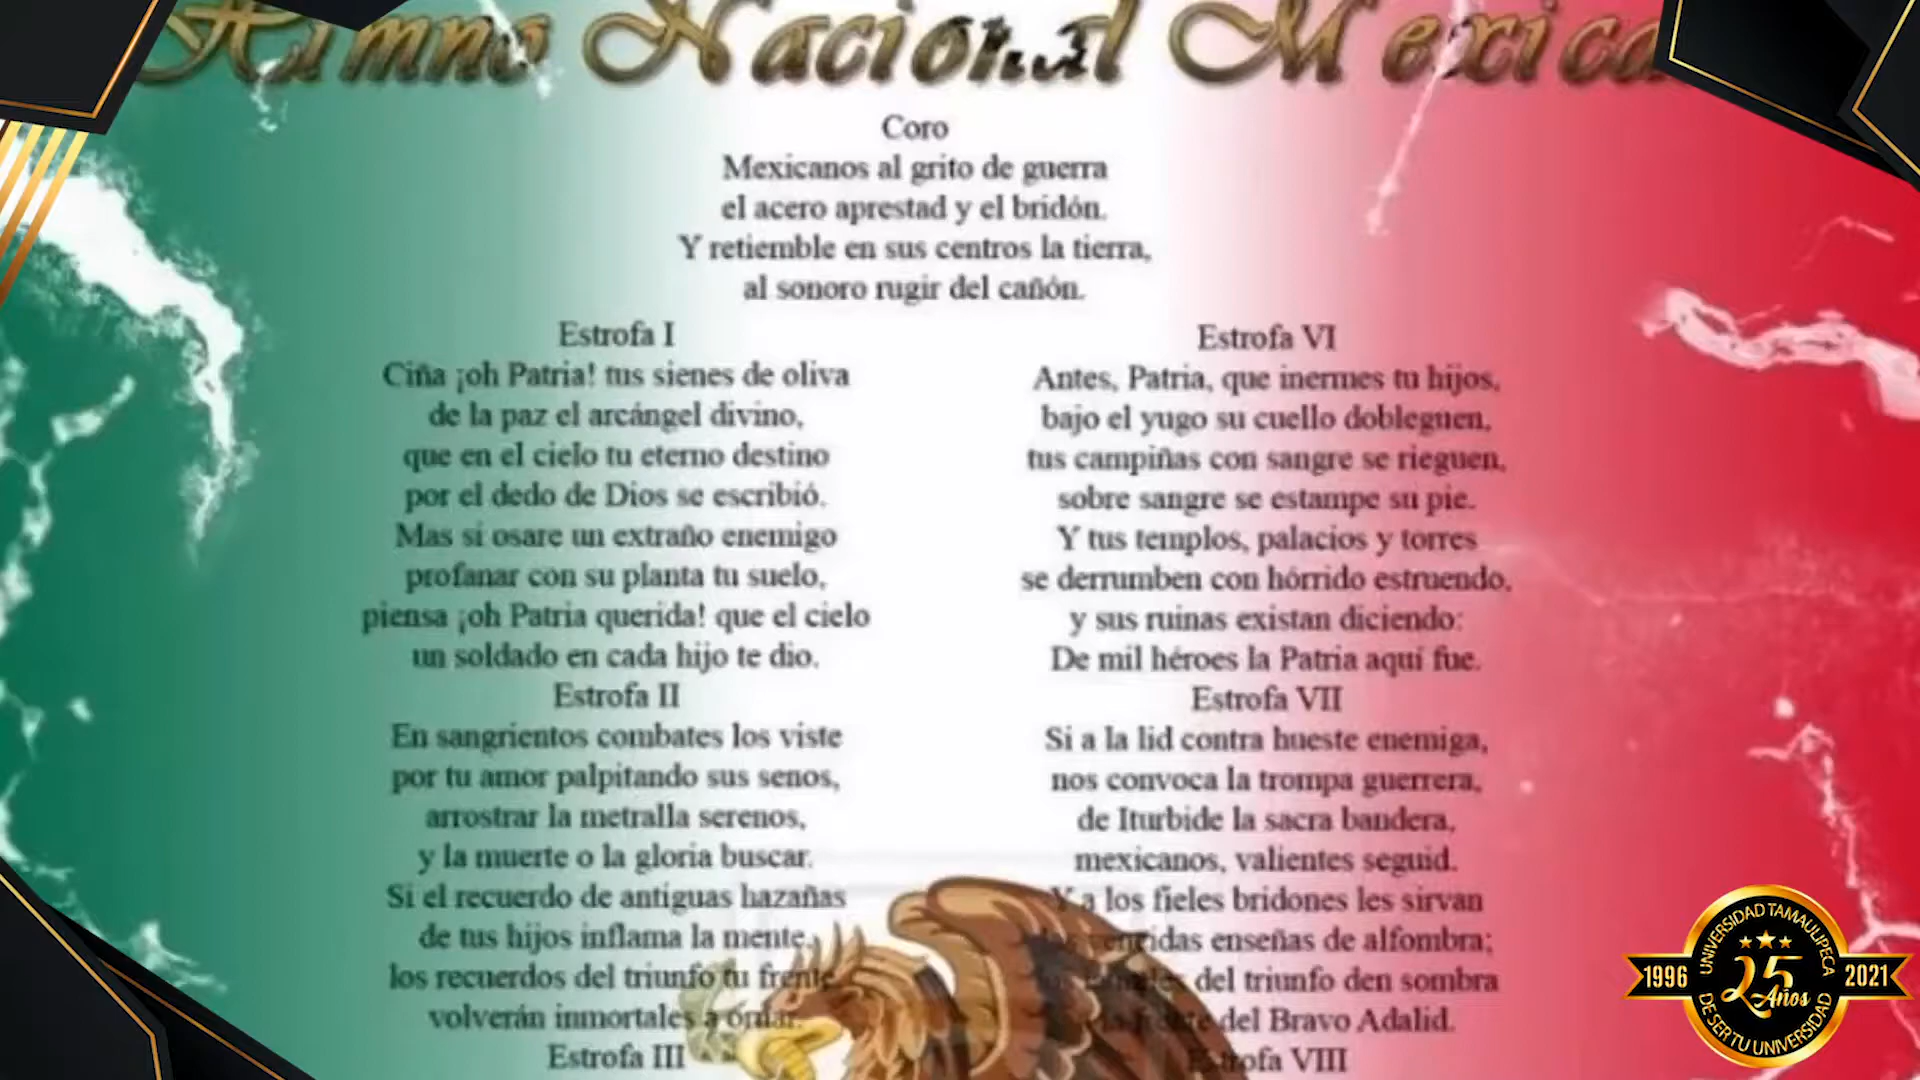 Himno Nacional Mexica
Coro
Mexicanos al grito de guerra
el acero aprestad y el bridón.
Y retiemble en sus centros la tierra,
al sonoro rugir del cañón.
Estrofa I
Ciña ¡oh Patria! tus sienes de oliva
de la paz el arcángel divino,
que en el cielo tu eterno destino
por el dedo de Dios se escribió.
Mas si osare un extraño enemigo
profanar con su planta tu suelo,
piensa ¡oh Patria querida! que el cielo
un soldado en cada hijo te dio.
Estrofa II
En sangrientos combates los viste
por tu amor palpitando sus senos,
arrostrar la metralla serenos,
y la muerte o la gloria buscar.
Si el recuerdo de antiguas hazañas
de tus hijos inflama la mente,
los recuerdos del triunfo tu frente
volverán inmortales a ornar.
Estrofa III
Estrofa VI
Antes, Patria, que inermes tu hijos,
bajo el yugo su cuello dobleguen,
tus campiñas con sangre se rieguen,
sobre sangre se estampe su pie.
Y tus templos, palacios y torres
se derrumben con hórrido estruendo,
y sus ruinas existan diciendo:
De mil héroes la Patria aquí fue.
Estrofa VII
Si a la lid contra hueste enemiga,
nos convoca la trompa guerrera,
de Iturbide la sacra bandera,
mexicanos, valientes seguid.
Y a los fieles bridones les sirvan
enseñas de alfombra;
del triunfo den sombra
del Bravo Adalid.
Estrofa VIII
UNIVERSIDAD TAMAULIPECA
1996 25 Años 2021
DE SER TU UNIVERSIDAD